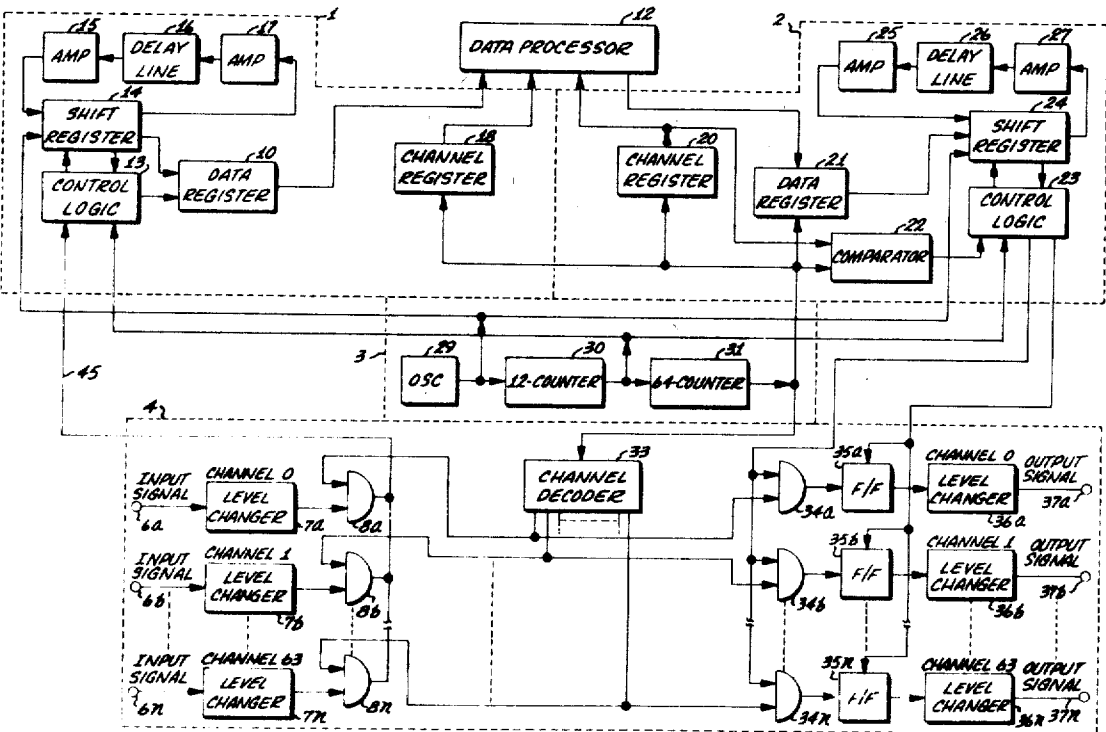 1
2
15
AMP
16
DELAY
LINE
17
AMP
12
DATA PROCESSOR
25
AMP
26
DELAY
LINE
27
AMP
14
SHIFT
REGISTER
13
CONTROL
LOGIC
10
DATA
REGISTER
18
CHANNEL
REGISTER
20
CHANNEL
REGISTER
21
DATA
REGISTER
24
SHIFT
REGISTER
23
CONTROL
LOGIC
22
COMPARATOR
45
3
29
OSC
30
12-COUNTER
31
64-COUNTER
4
33
CHANNEL
DECODER
INPUT
SIGNAL
6a
CHANNEL 0
LEVEL
CHANGER
7a
8a
34a
35a
F/F
CHANNEL 0
LEVEL
CHANGER
36a
OUTPUT
SIGNAL
37a
INPUT
SIGNAL
6b
CHANNEL 1
LEVEL
CHANGER
7b
8b
34b
35b
F/F
CHANNEL 1
LEVEL
CHANGER
36b
OUTPUT
SIGNAL
37b
INPUT
SIGNAL
6n
CHANNEL 63
LEVEL
CHANGER
7n
8n
34n
35n
F/F
CHANNEL 63
LEVEL
CHANGER
36n
OUTPUT
SIGNAL
37n